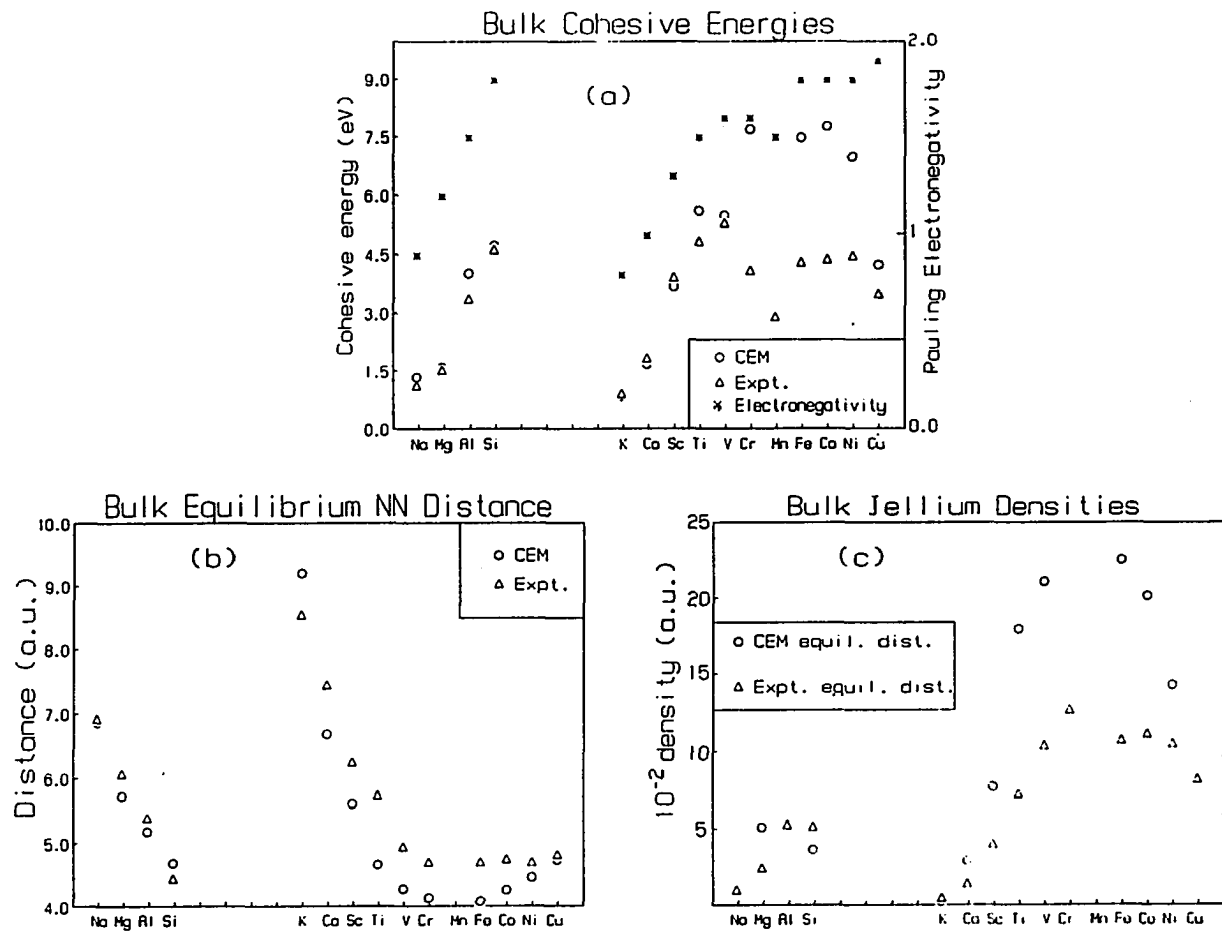 Bulk Cohesive Energies
(a)
Cohesive energy (eV)
9.0
7.5
6.0
4.5
3.0
1.5
0.0
Pauling Electronegativity
2.0
1
0.0
CEM
Expt.
Electronegativity
Na Mg Al Si K Ca Sc Ti V Cr Mn Fe Co Ni Cu
Bulk Equilibrium NN Distance
(b)
Distance (a.u.)
10.0
9.0
8.0
7.0
6.0
5.0
4.0
CEM
Expt.
Na Mg Al Si K Ca Sc Ti V Cr Mn Fe Co Ni Cu
Bulk Jellium Densities
(c)
10⁻² density (a.u.)
25
20
15
10
5
CEM equil. dist.
Expt. equil. dist.
Na Mg Al Si K Ca Sc Ti V Cr Mn Fe Co Ni Cu